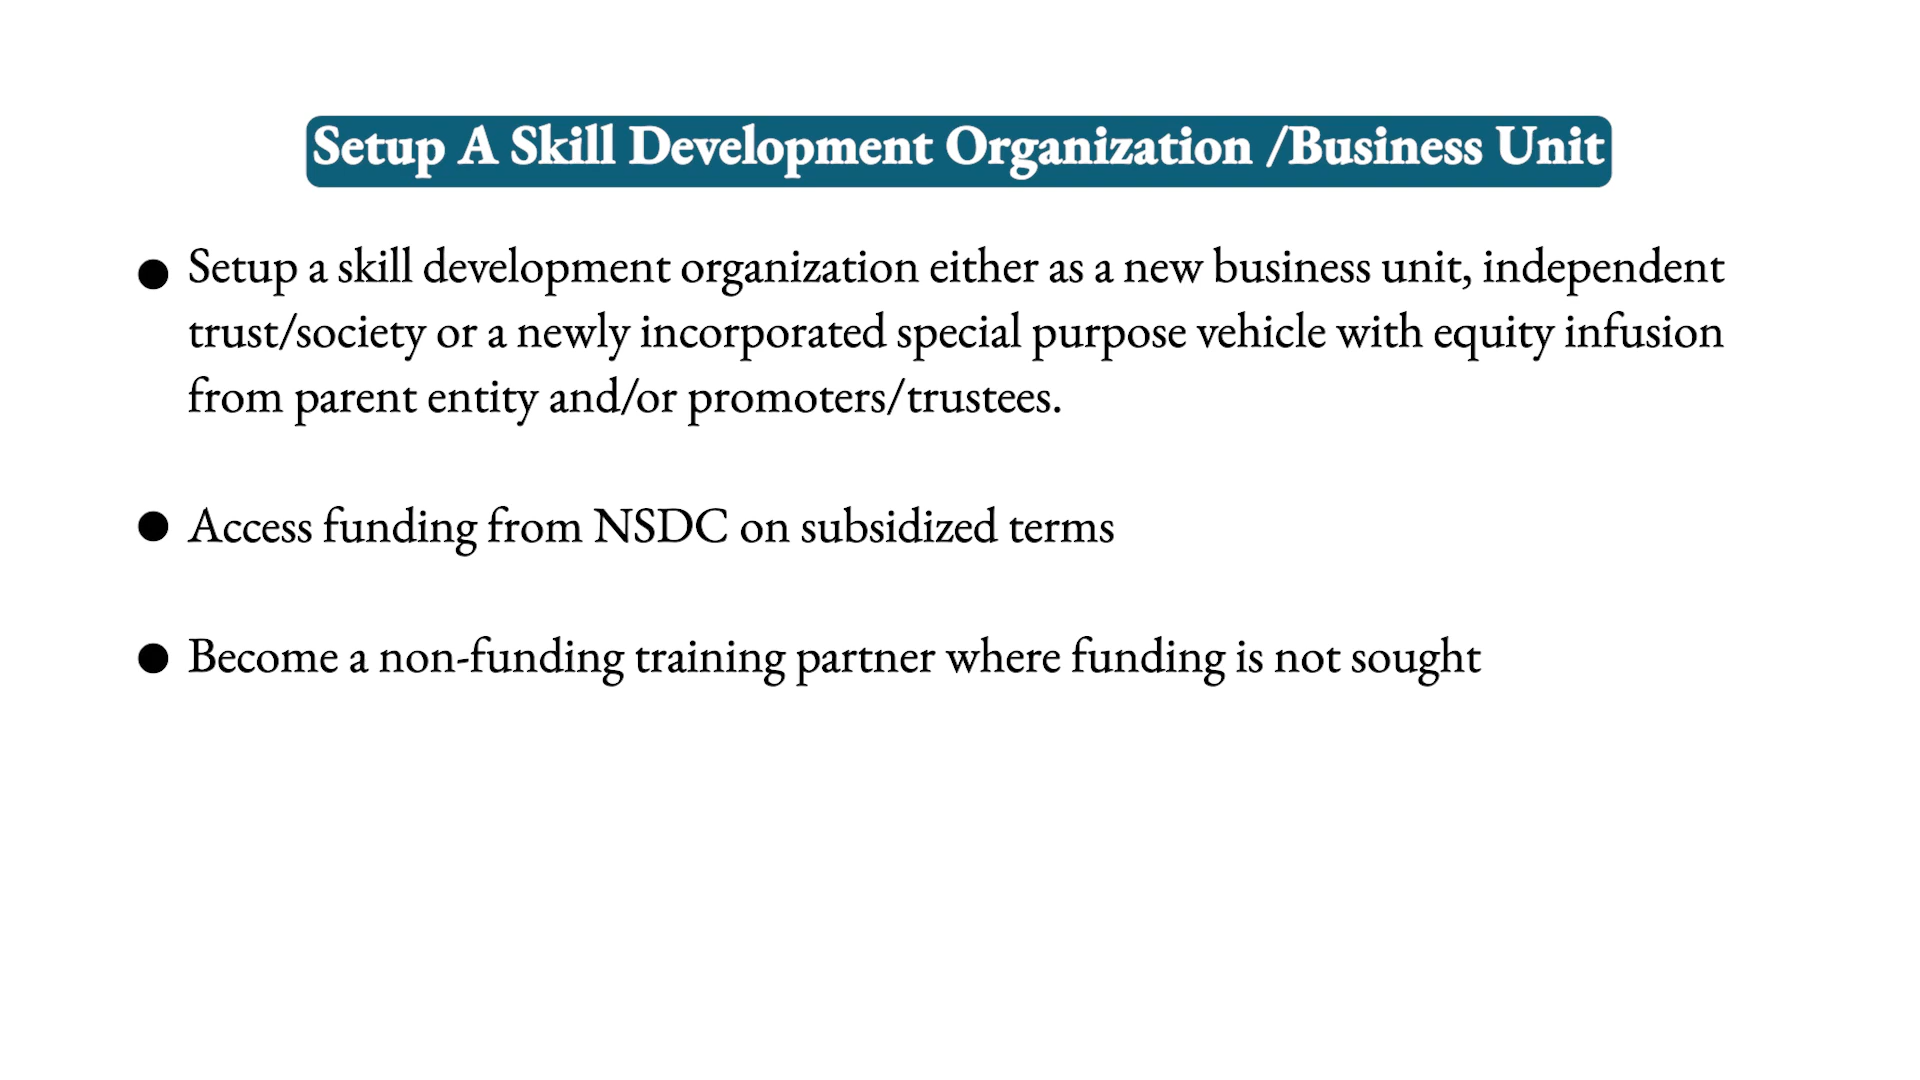 Setup A Skill Development Organization /Business Unit
● Setup a skill development organization either as a new business unit, independent
trust/society or a newly incorporated special purpose vehicle with equity infusion
from parent entity and/or promoters/trustees.
● Access funding from NSDC on subsidized terms
● Become a non-funding training partner where funding is not sought